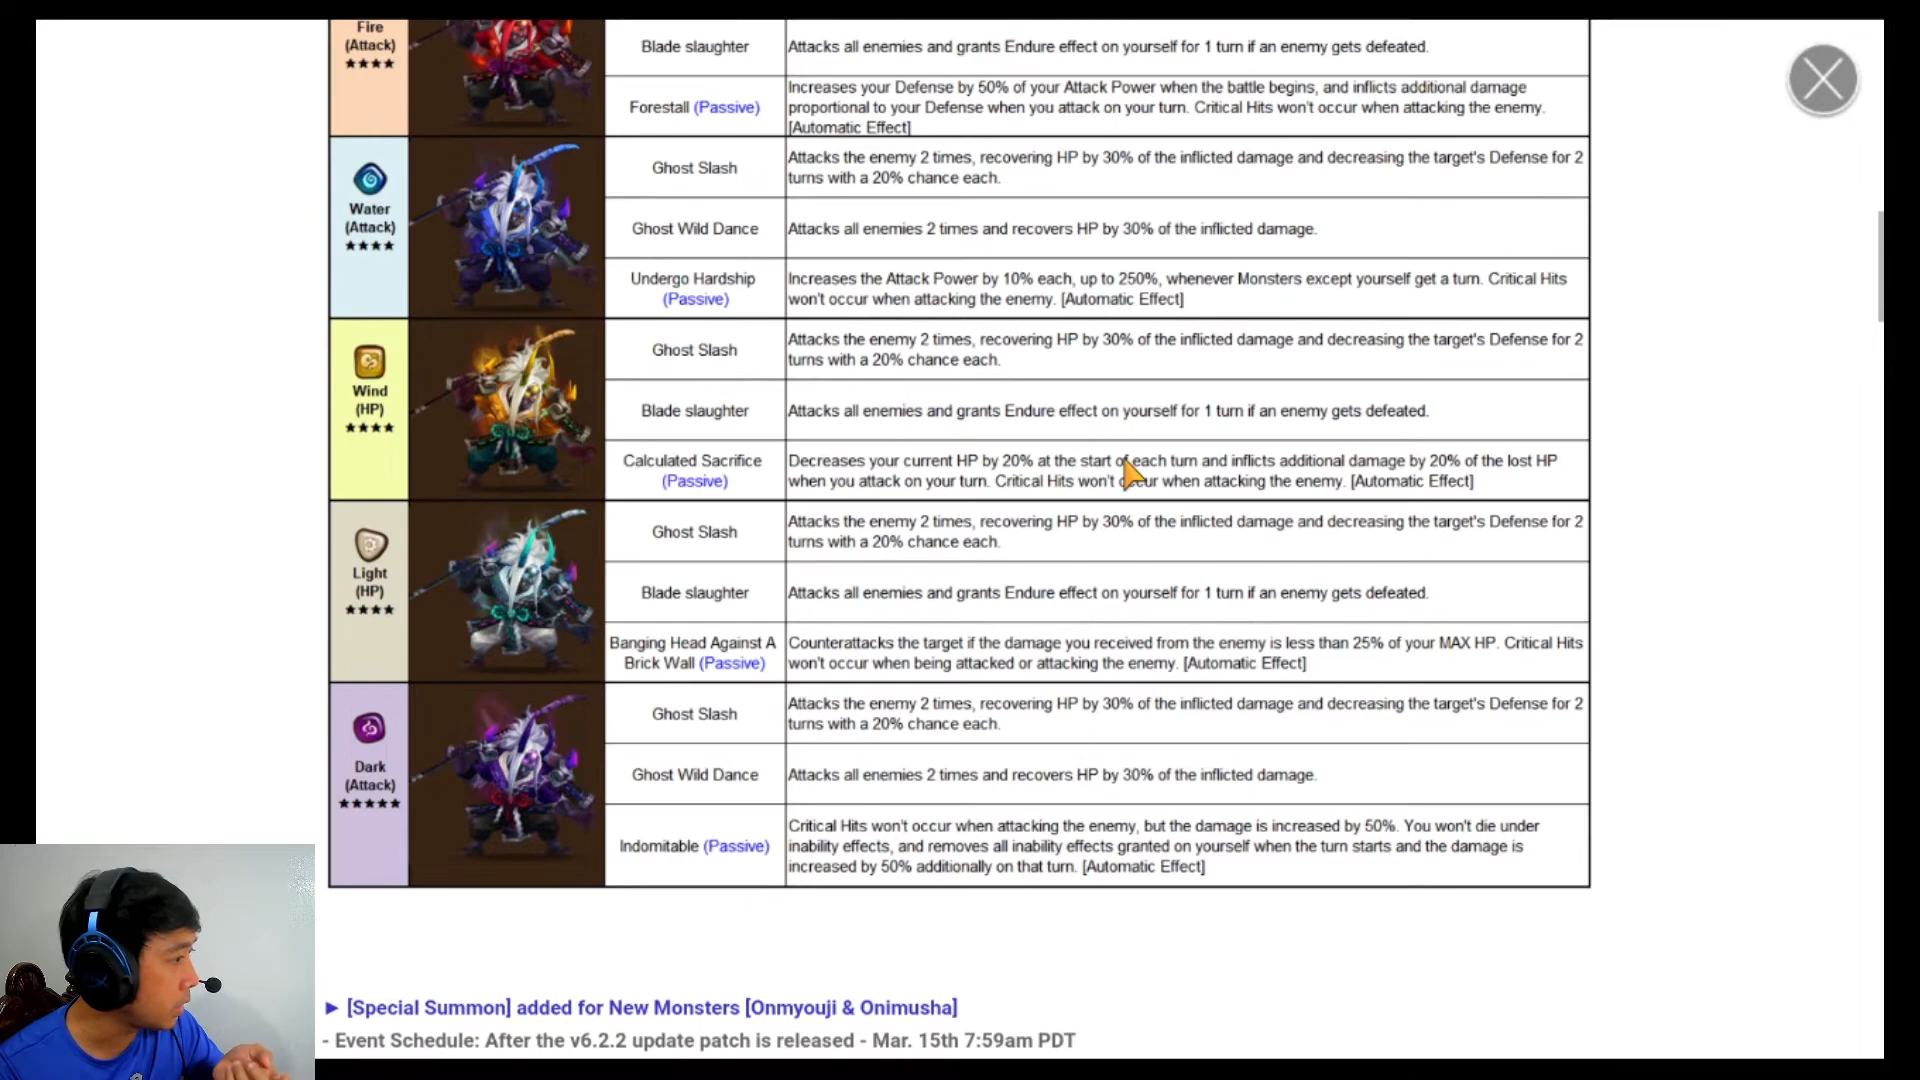 Fire
(Attack)
★★★★
Blade slaughter
Attacks all enemies and grants Endure effect on yourself for 1 turn if an enemy gets defeated.
Forestall (Passive)
Increases your Defense by 50% of your Attack Power when the battle begins, and inflicts additional damage
proportional to your Defense when you attack on your turn. Critical Hits won't occur when attacking the enemy.
[Automatic Effect]
Water
(Attack)
★★★★
Ghost Slash
Attacks the enemy 2 times, recovering HP by 30% of the inflicted damage and decreasing the target's Defense for 2
turns with a 20% chance each.
Ghost Wild Dance
Attacks all enemies 2 times and recovers HP by 30% of the inflicted damage.
Undergo Hardship
(Passive)
Increases the Attack Power by 10% each, up to 250%, whenever Monsters except yourself get a turn. Critical Hits
won't occur when attacking the enemy. [Automatic Effect]
Wind
(HP)
★★★★
Ghost Slash
Attacks the enemy 2 times, recovering HP by 30% of the inflicted damage and decreasing the target's Defense for 2
turns with a 20% chance each.
Blade slaughter
Attacks all enemies and grants Endure effect on yourself for 1 turn if an enemy gets defeated.
Calculated Sacrifice
(Passive)
Decreases your current HP by 20% at the start of each turn and inflicts additional damage by 20% of the lost HP
when you attack on your turn. Critical Hits won't occur when attacking the enemy. [Automatic Effect]
Light
(HP)
★★★★
Ghost Slash
Attacks the enemy 2 times, recovering HP by 30% of the inflicted damage and decreasing the target's Defense for 2
turns with a 20% chance each.
Blade slaughter
Attacks all enemies and grants Endure effect on yourself for 1 turn if an enemy gets defeated.
Banging Head Against A
Brick Wall (Passive)
Counterattacks the target if the damage you received from the enemy is less than 25% of your MAX HP. Critical Hits
won't occur when being attacked or attacking the enemy. [Automatic Effect]
Dark
(Attack)
★★★★★
Ghost Slash
Attacks the enemy 2 times, recovering HP by 30% of the inflicted damage and decreasing the target's Defense for 2
turns with a 20% chance each.
Ghost Wild Dance
Attacks all enemies 2 times and recovers HP by 30% of the inflicted damage.
Indomitable (Passive)
Critical Hits won't occur when attacking the enemy, but the damage is increased by 50%. You won't die under
inability effects, and removes all inability effects granted on yourself when the turn starts and the damage is
increased by 50% additionally on that turn. [Automatic Effect]
► [Special Summon] added for New Monsters [Onmyouji & Onimusha]
- Event Schedule: After the v6.2.2 update patch is released - Mar. 15th 7:59am PDT